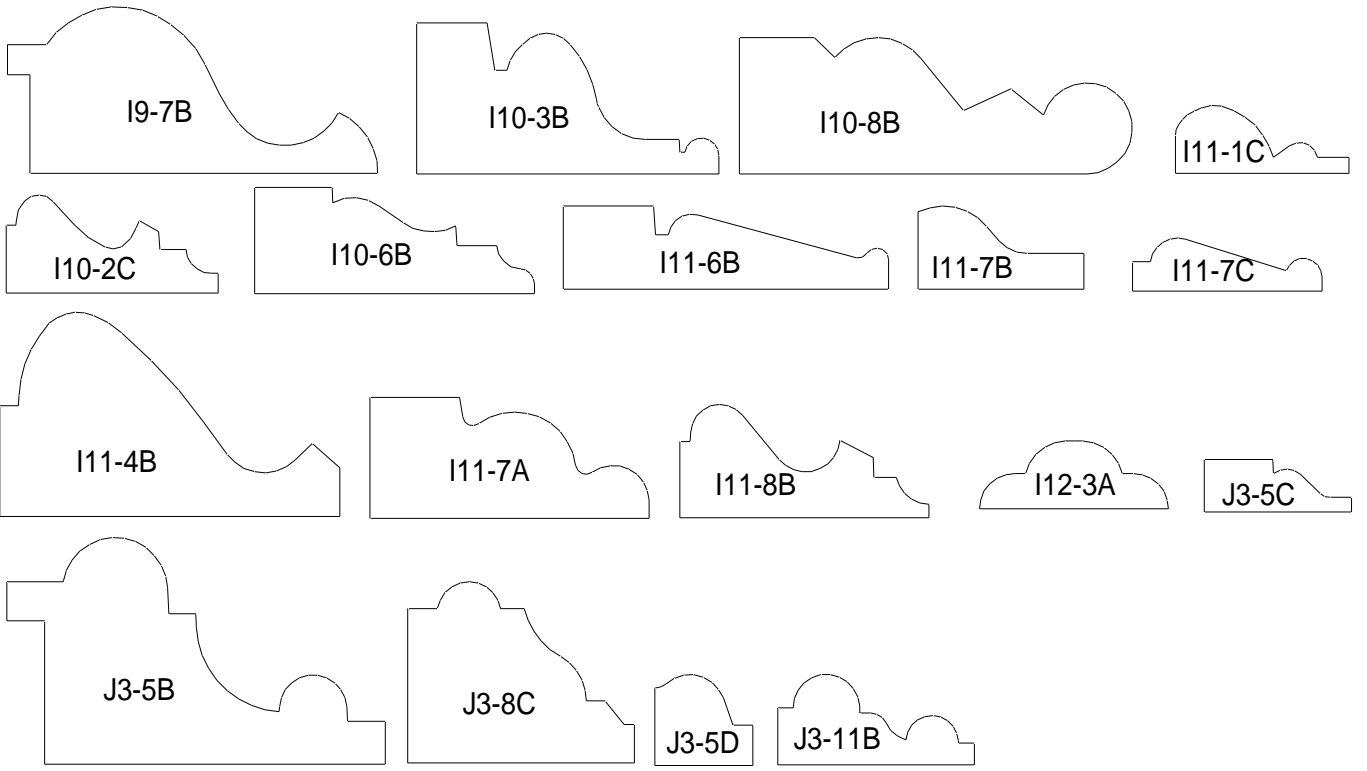 I9-7B
I10-3B
I10-8B
I11-1C
I10-2C
I10-6B
I11-6B
I11-7B
I11-7C
I11-4B
I11-7A
I11-8B
I12-3A
J3-5C
J3-5B
J3-8C
J3-5D
J3-11B